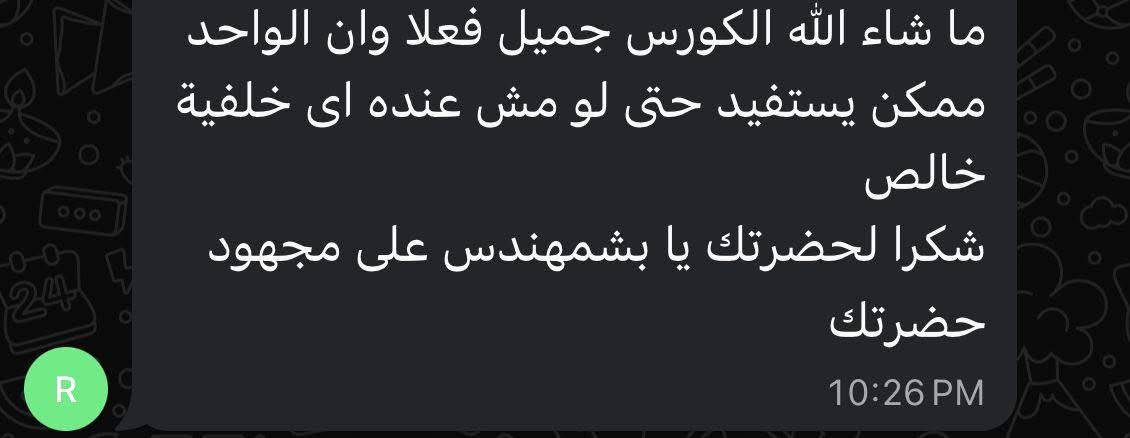 ما شاء الله الكورس جميل فعلا وان الواحد
ممكن يستفيد حتى لو مش عنده اى خلفية
خالص
شكرا لحضرتك يا بشمهندس على مجهود
حضرتك
10:26 PM
R
24